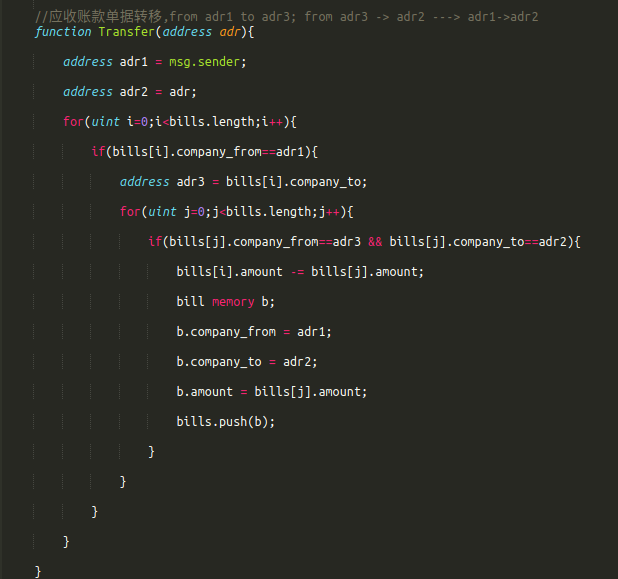 //应收账款单据转移,from adr1 to adr3; from adr3 -> adr2 ---> adr1->adr2
function Transfer(address adr){
address adr1 = msg.sender;
address adr2 = adr;
for(uint i=0;i<bills.length;i++){
if(bills[i].company_from==adr1){
address adr3 = bills[i].company_to;
for(uint j=0;j<bills.length;j++){
if(bills[j].company_from==adr3 && bills[j].company_to==adr2){
bills[i].amount -= bills[j].amount;
bill memory b;
b.company_from = adr1;
b.company_to = adr2;
b.amount = bills[j].amount;
bills.push(b);
}
}
}
}
}